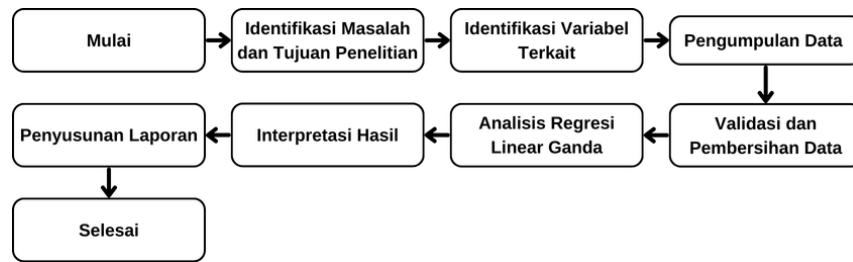 Mulai
Identifikasi Masalah
dan Tujuan Penelitian
Identifikasi Variabel
Terkait
Pengumpulan Data
Validasi dan
Pembersihan Data
Analisis Regresi
Linear Ganda
Interpretasi Hasil
Penyusunan Laporan
Selesai